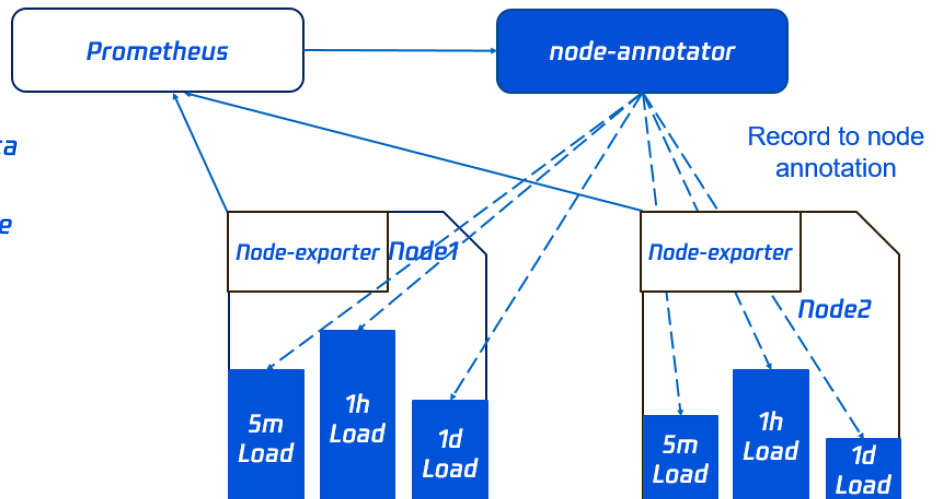 Prometheus
node-annotator
Record to node
annotation
Node-exporter
Node1
Node-exporter
Node2
5m
Load
1h
Load
1d
Load
5m
Load
1h
Load
1d
Load